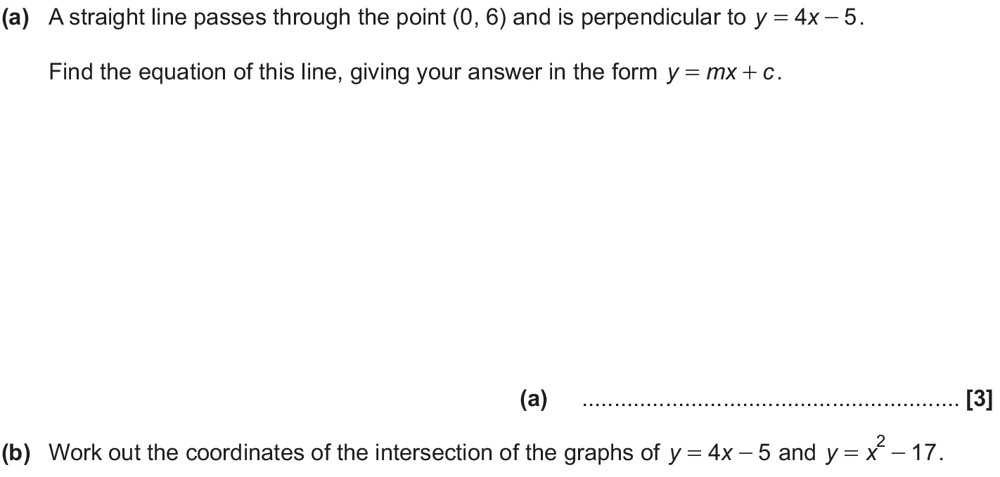 (a) A straight line passes through the point (0, 6) and is perpendicular to y = 4x – 5.
Find the equation of this line, giving your answer in the form y = mx + c.
(a) ............................................................ [3]
(b) Work out the coordinates of the intersection of the graphs of y = 4x – 5 and y = x² – 17.